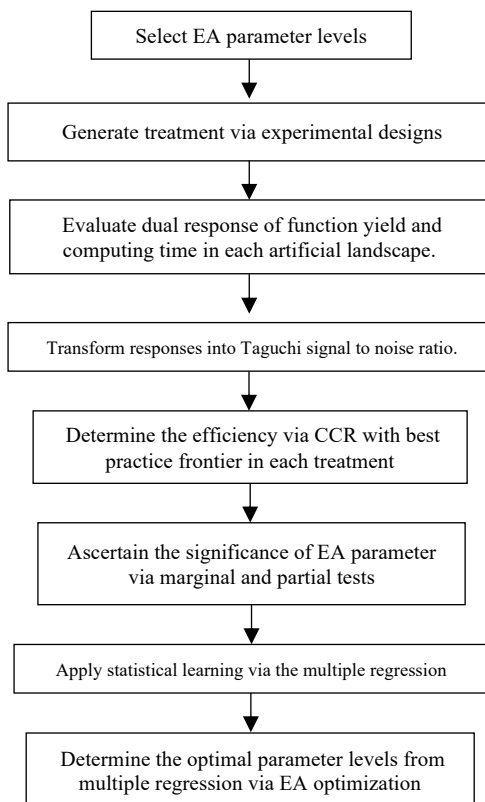 Select EA parameter levels
Generate treatment via experimental designs
Evaluate dual response of function yield and
computing time in each artificial landscape.
Transform responses into Taguchi signal to noise ratio.
Determine the efficiency via CCR with best
practice frontier in each treatment
Ascertain the significance of EA parameter
via marginal and partial tests
Apply statistical learning via the multiple regression
Determine the optimal parameter levels from
multiple regression via EA optimization